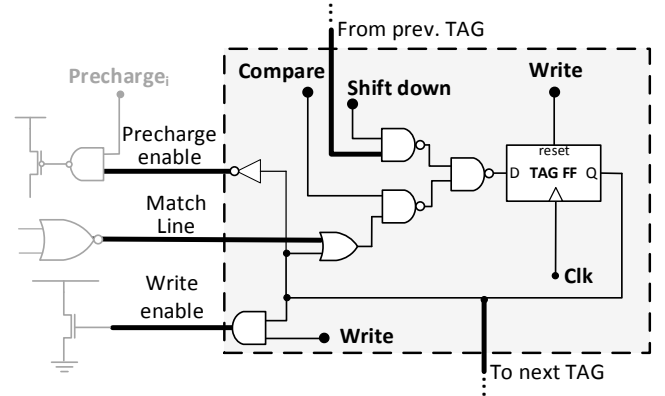 From prev. TAG
Compare
Shift down
Write
Prechargeᵢ
Precharge
enable
reset
D TAG FF Q
Match
Line
Clk
Write
enable
Write
To next TAG